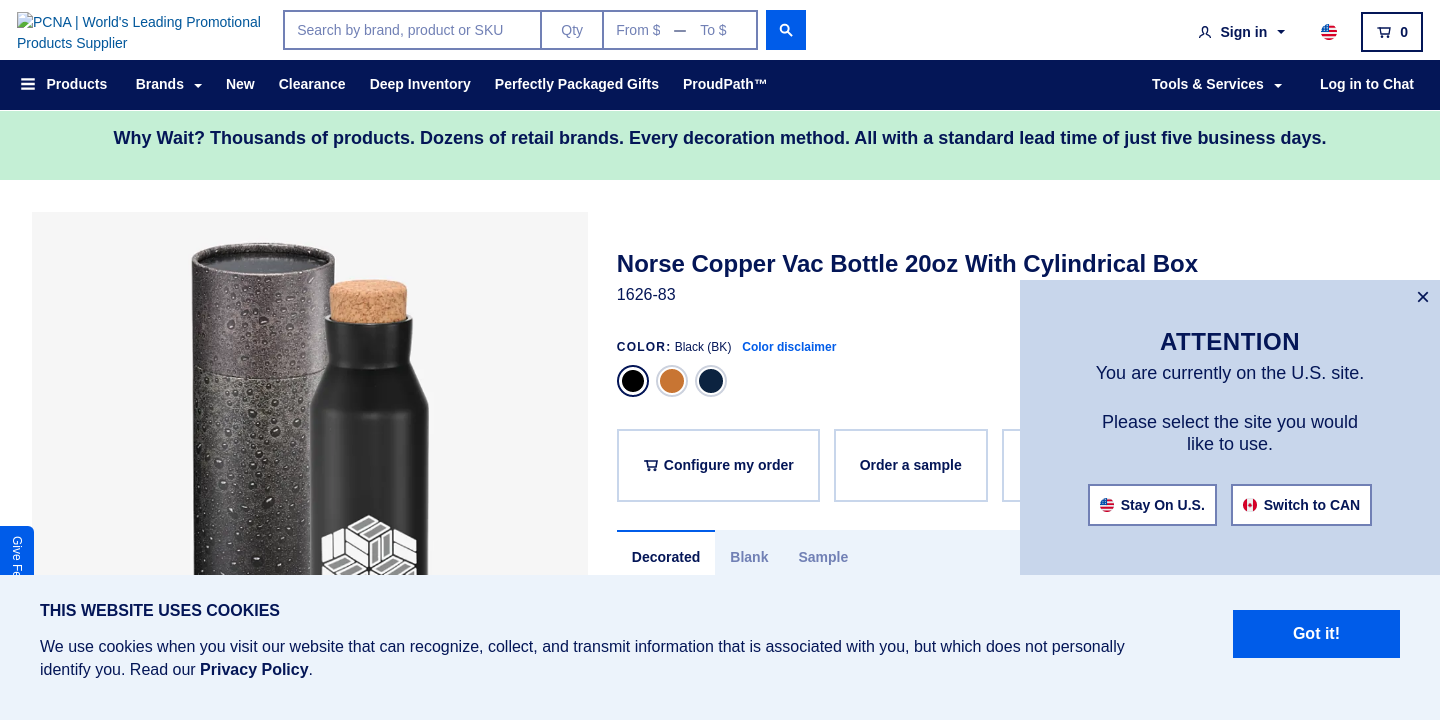 PCNA | World's Leading Promotional
Products Supplier
Search by brand, product or SKU
Qty
From $ — To $
Sign in
0
Products
Brands
New
Clearance
Deep Inventory
Perfectly Packaged Gifts
ProudPath™
Tools & Services
Log in to Chat
Why Wait? Thousands of products. Dozens of retail brands. Every decoration method. All with a standard lead time of just five business days.
Norse Copper Vac Bottle 20oz With Cylindrical Box
1626-83
COLOR: Black (BK) Color disclaimer
Configure my order
Order a sample
Decorated
Blank
Sample
×
ATTENTION
You are currently on the U.S. site.
Please select the site you would
like to use.
Stay On U.S.
Switch to CAN
Give
THIS WEBSITE USES COOKIES
We use cookies when you visit our website that can recognize, collect, and transmit information that is associated with you, but which does not personally
identify you. Read our Privacy Policy.
Got it!